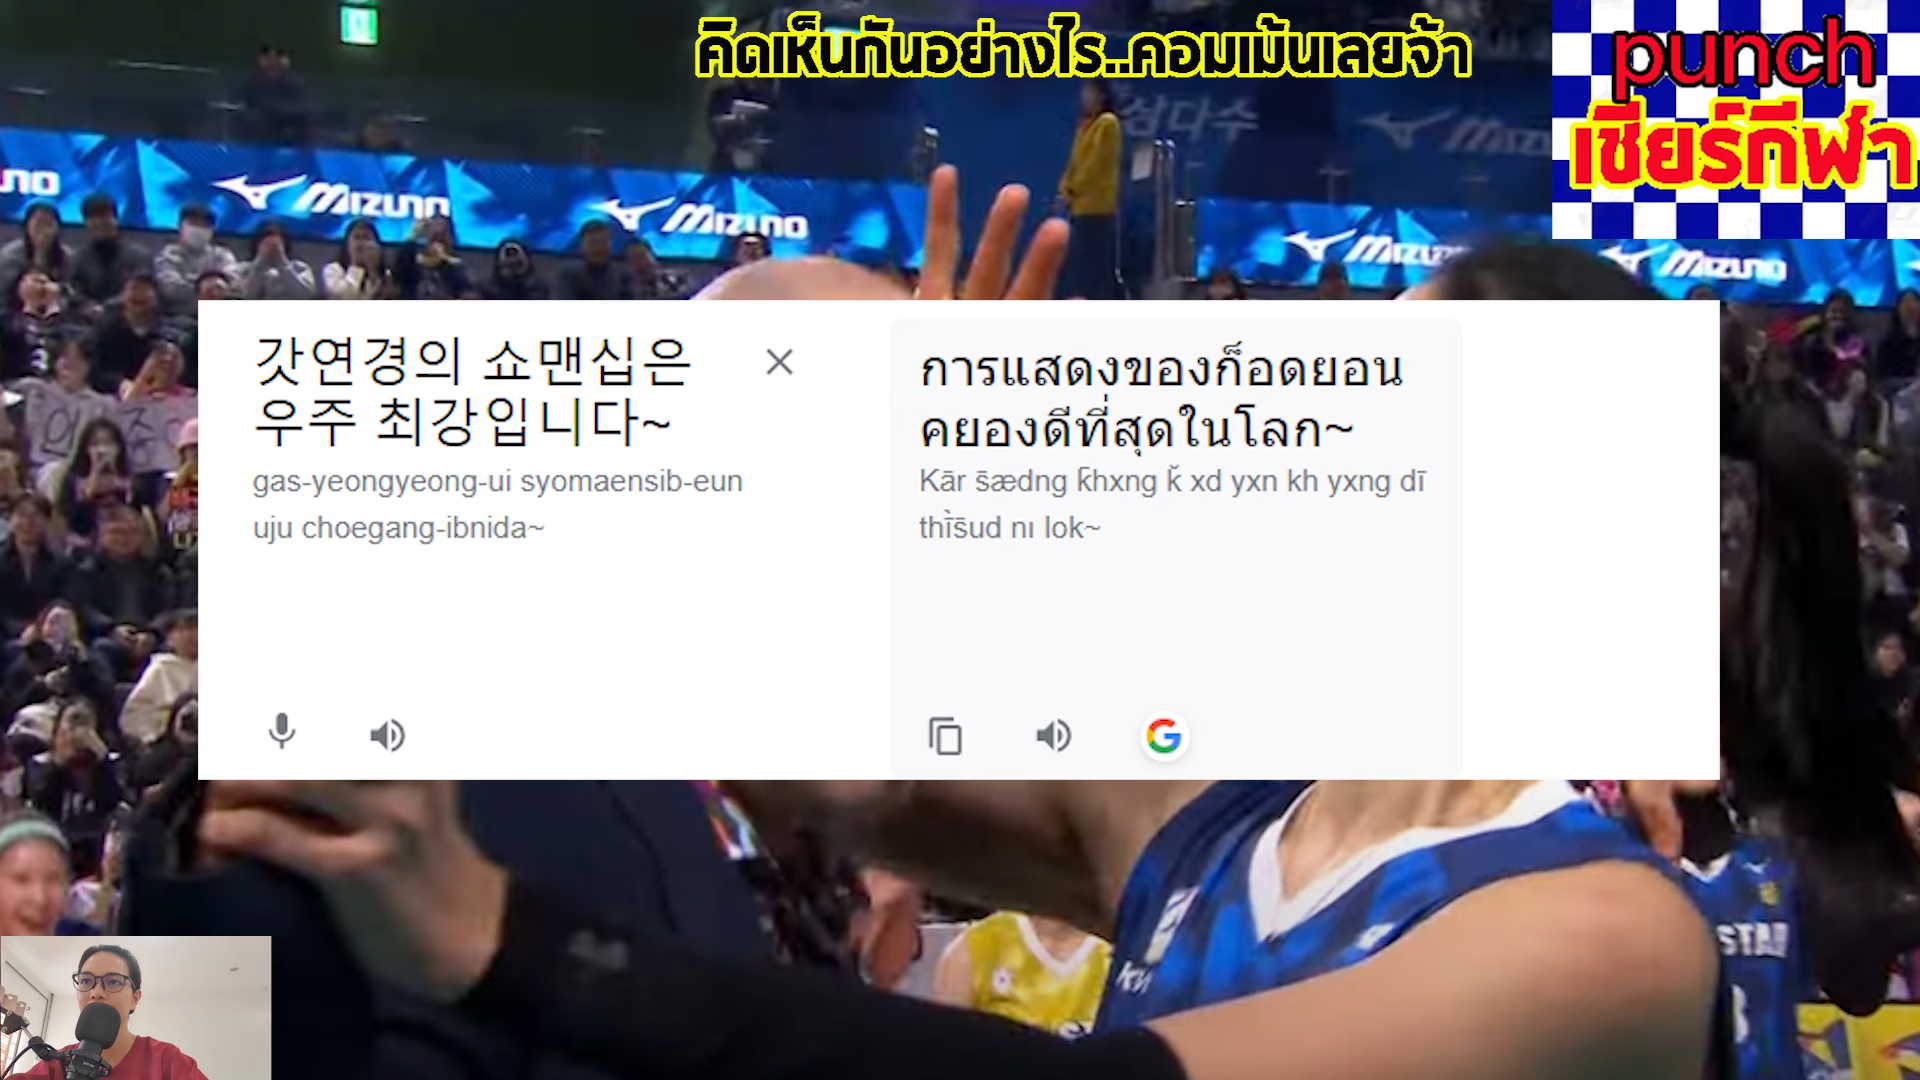 คิดเห็นกันอย่างไร..คอมเม้นเลยจ้า
punch
เชียร์กีฬา
삼다수
MIZUNO
MIZUNO
MIZUNO
갓연경의 쇼맨십은
우주 최강입니다~
gas-yeongyeong-ui syomaensib-eun
uju choegang-ibnida~
การแสดงของก็อดยอน
คยองดีที่สุดในโลก~
Kār s̄ædng k̄hxng k̆ xd yxn kh yxng dī
thī̀s̄ud nı lok~
STAR